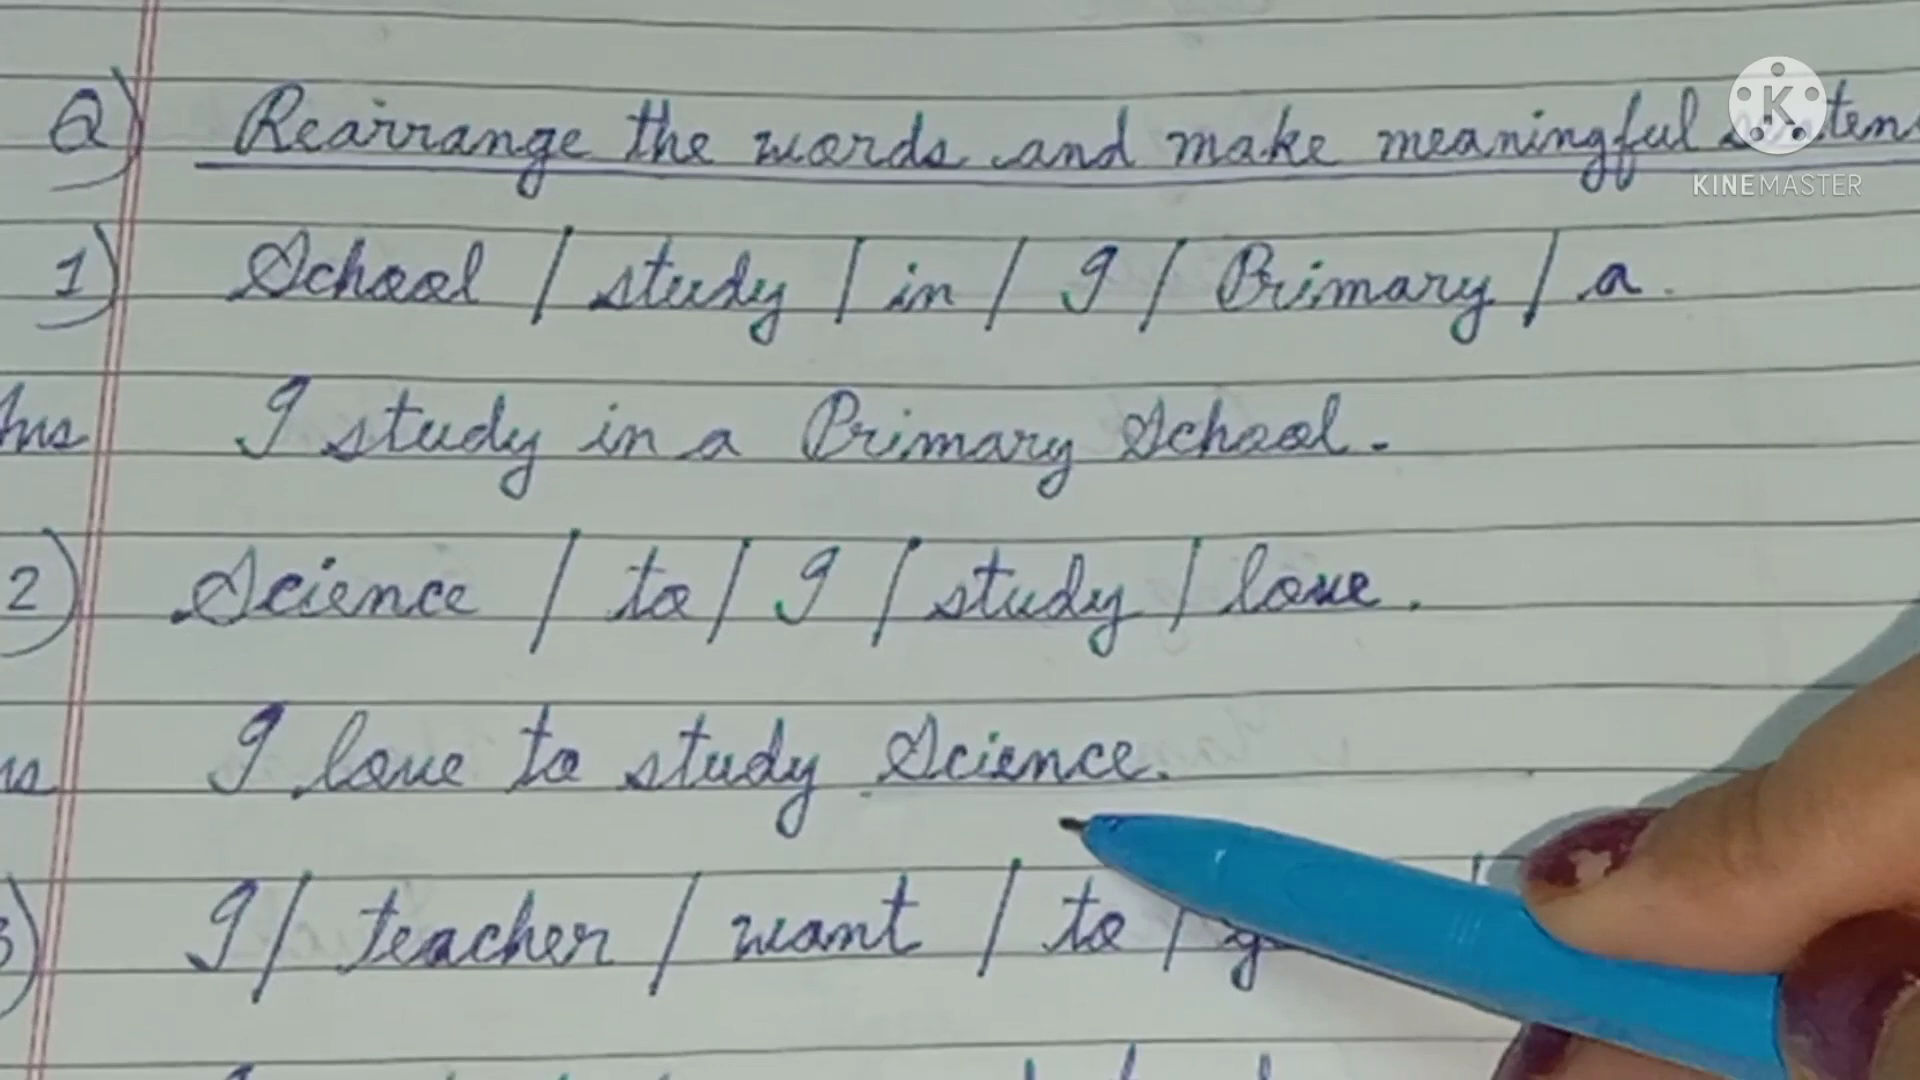 Q) Rearrange the words and make meaningful
1) School / study / in / I / Primary / a.
Ans I study in a Primary School.
2) Science / to / I / study / love.
I love to study Science.
3) I / teacher / want / to /
KINEMASTER